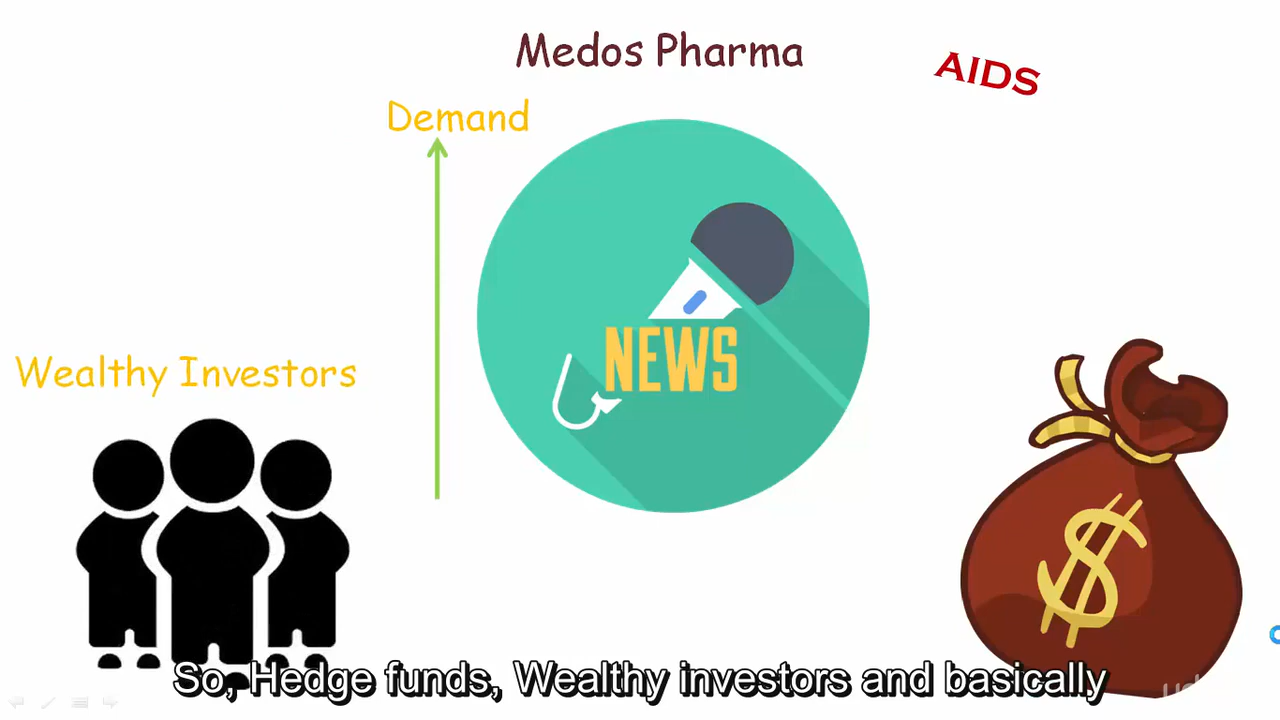 Medos Pharma
AIDS
Demand
NEWS
Wealthy Investors
$
So, Hedge funds, Wealthy investors and basically